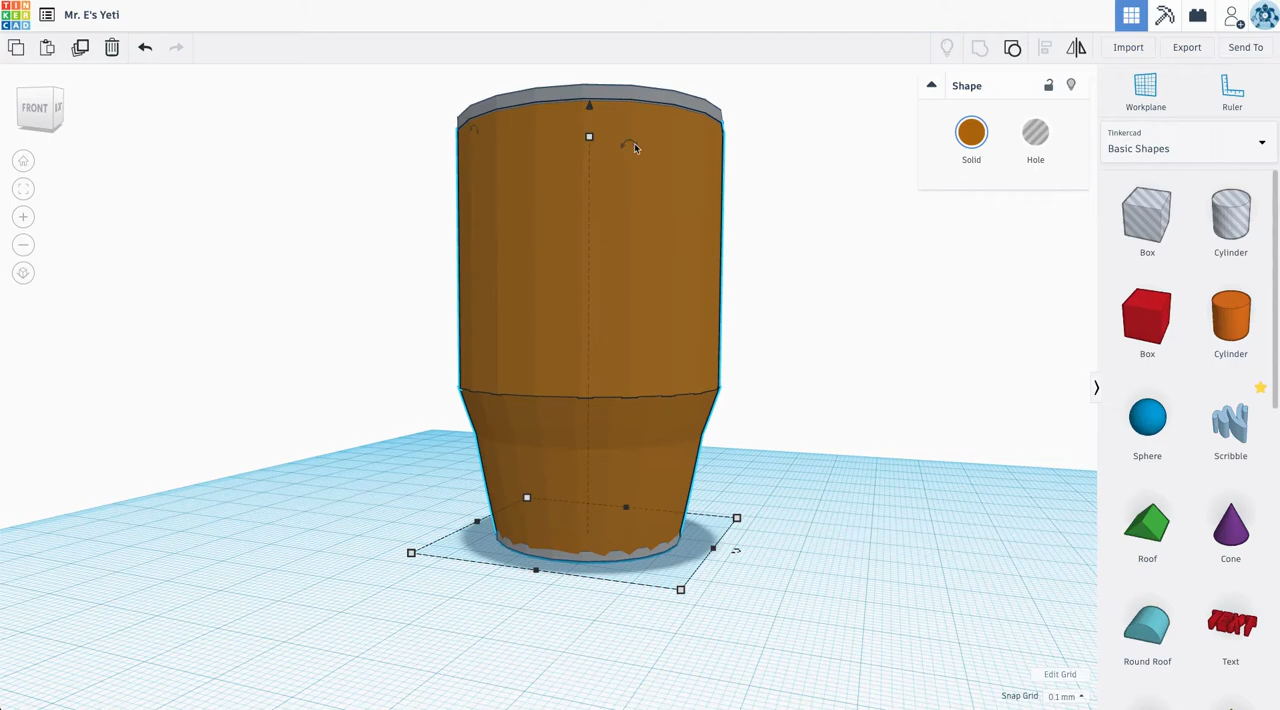 TIN
KER
CAD
Mr. E's Yeti
Import
Export
Send To
FRONT
Shape
Solid
Hole
Workplane
Ruler
Tinkercad
Basic Shapes
Box
Cylinder
Box
Cylinder
Sphere
Scribble
Roof
Cone
Round Roof
TEXT
Text
Edit Grid
Snap Grid
0.1 mm